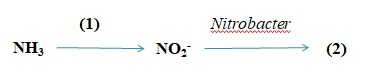 (1) Nitrobacter
NH₃ NO₂⁻ (2)